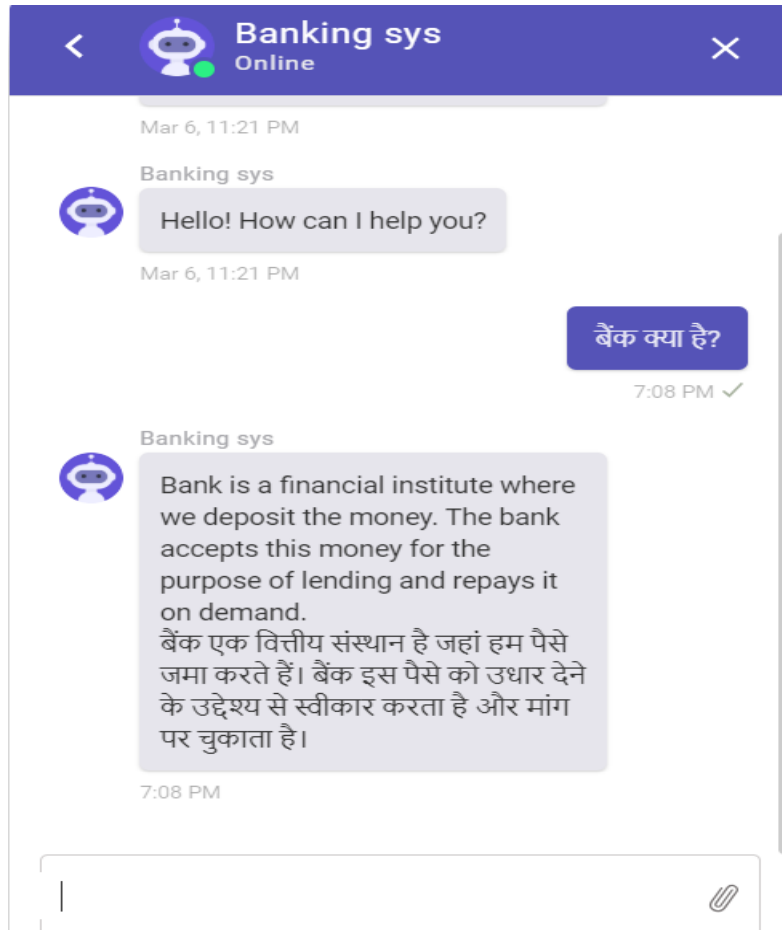 Banking sys
Online
Mar 6, 11:21 PM
Banking sys
Hello! How can I help you?
Mar 6, 11:21 PM
बैंक क्या है?
7:08 PM
Banking sys
Bank is a financial institute where
we deposit the money. The bank
accepts this money for the
purpose of lending and repays it
on demand.
बैंक एक वित्तीय संस्थान है जहां हम पैसे
जमा करते हैं। बैंक इस पैसे को उधार देने
के उद्देश्य से स्वीकार करता है और मांग
पर चुकाता है।
7:08 PM